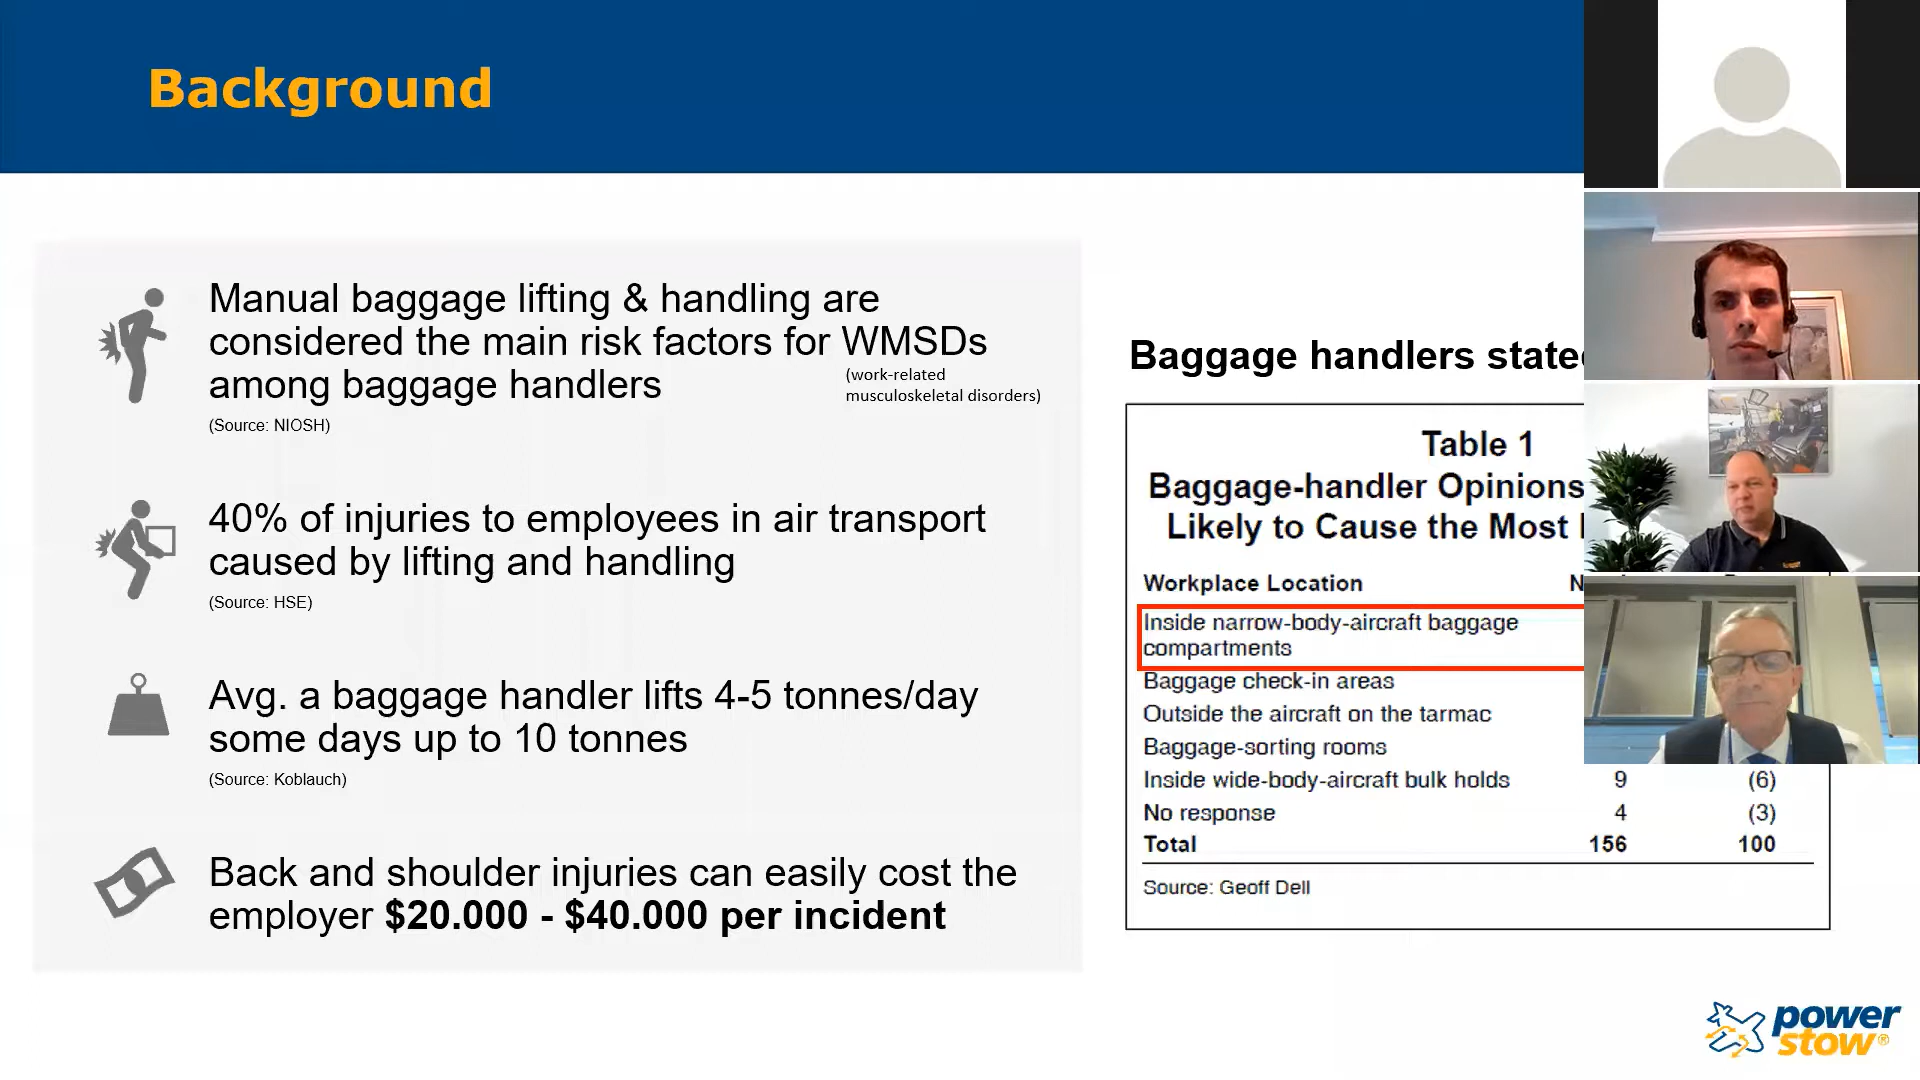 Background
Manual baggage lifting & handling are
considered the main risk factors for WMSDs
(work-related
among baggage handlers
musculoskeletal disorders)
(Source: NIOSH)
40% of injuries to employees in air transport
caused by lifting and handling
(Source: HSE)
Avg. a baggage handler lifts 4-5 tonnes/day
some days up to 10 tonnes
(Source: Koblauch)
Back and shoulder injuries can easily cost the
employer $20.000 - $40.000 per incident
Baggage handlers
Table 1
Baggage-handler Opinions
Likely to Cause the Most
Workplace Location
Inside narrow-body-aircraft baggage
compartments
Baggage check-in areas
Outside the aircraft on the tarmac
Baggage-sorting rooms
Inside wide-body-aircraft bulk holds 9 (6)
No response 4 (3)
Total 156 100
Source: Geoff Dell
power
stow®